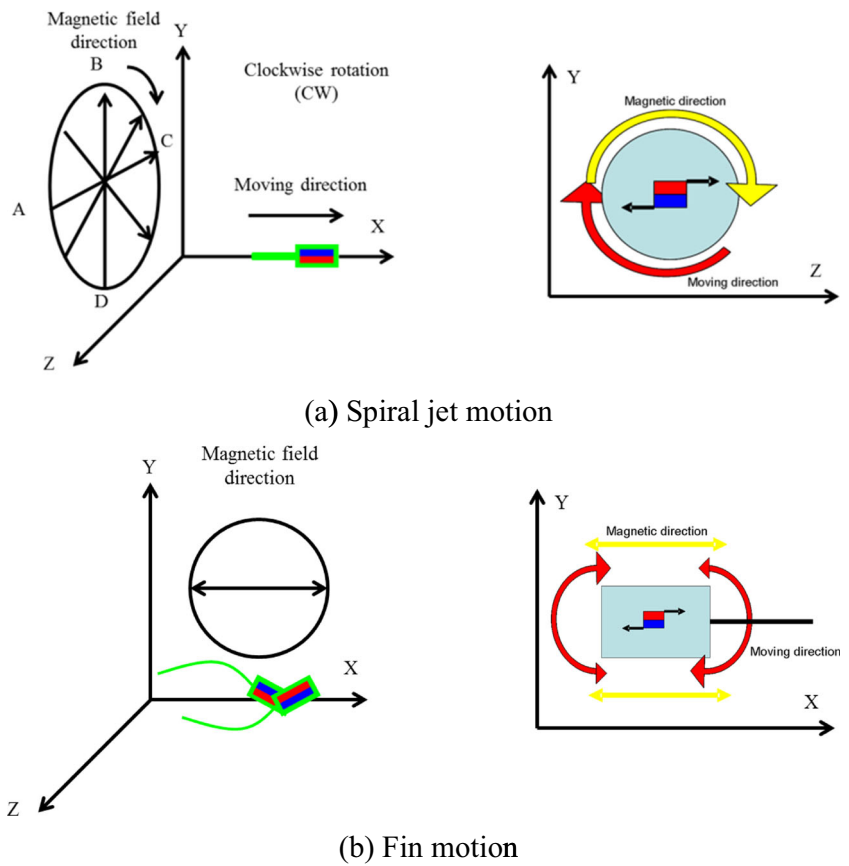 Magnetic field
direction
B
Y
Clockwise rotation
(CW)
C
A
Moving direction
X
D
Z
Y
Magnetic direction
Z
Moving direction
(a) Spiral jet motion
Magnetic field
direction
Y
X
Z
Y
Magnetic direction
Moving direction
X
(b) Fin motion